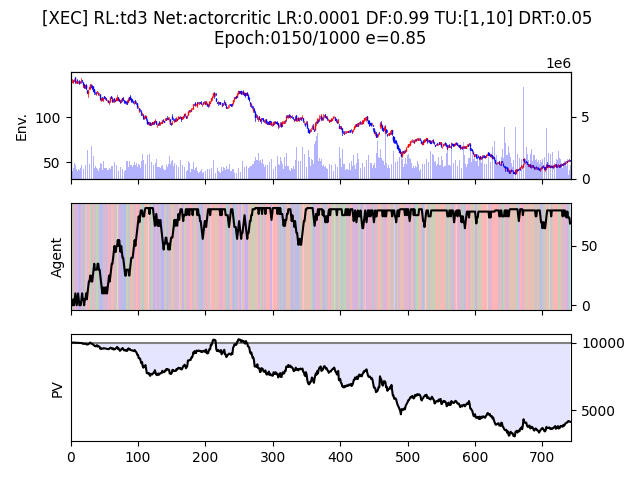 [XEC] RL:td3 Net:actorcritic LR:0.0001 DF:0.99 TU:[1,10] DRT:0.05
Epoch:0150/1000 e=0.85
1e6
Env.
100
50
5
0
Agent
50
0
PV
10000
5000
0 100 200 300 400 500 600 700